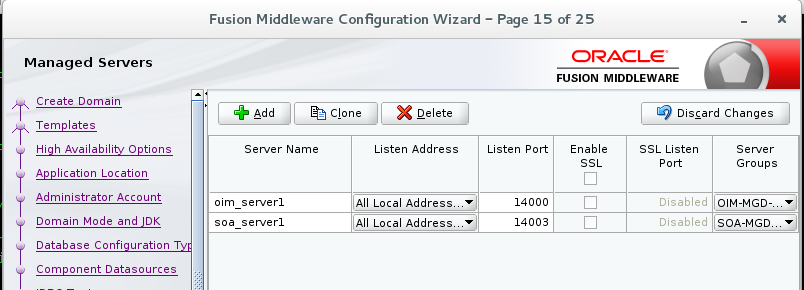 Fusion Middleware Configuration Wizard – Page 15 of 25
Managed Servers
ORACLE
FUSION MIDDLEWARE
Create Domain
Templates
High Availability Options
Application Location
Administrator Account
Domain Mode and JDK
Database Configuration Typ
Component Datasources
Add Clone Delete Discard Changes
Server Name Listen Address Listen Port Enable SSL SSL Listen Port Server Groups
oim_server1 All Local Address... 14000 Disabled OIM-MGD-...
soa_server1 All Local Address... 14003 Disabled SOA-MGD...